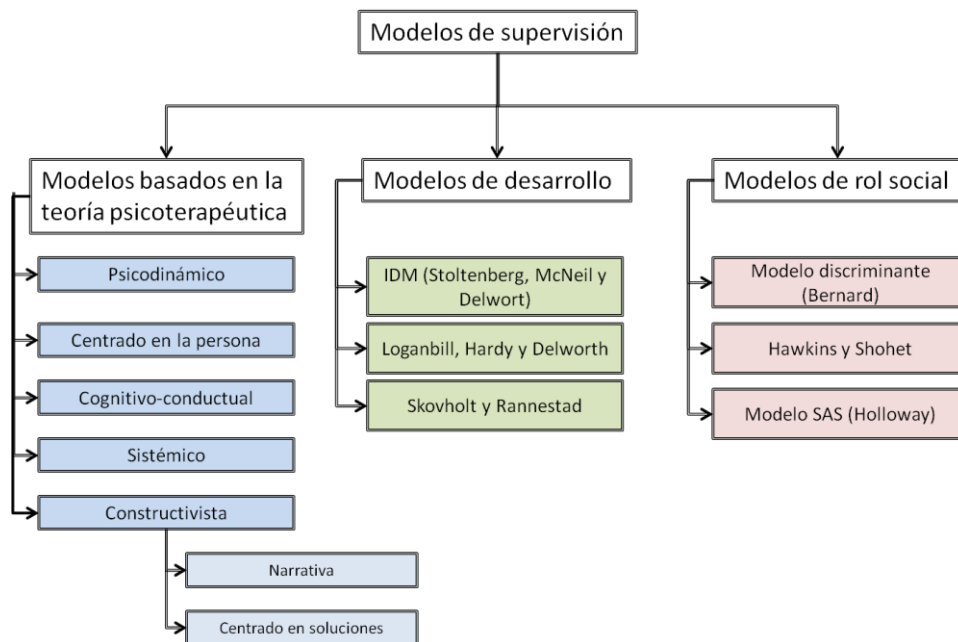 Modelos de supervisión
Modelos basados en la
teoría psicoterapéutica
Psicodinámico
Centrado en la persona
Cognitivo-conductual
Sistémico
Constructivista
Narrativa
Centrado en soluciones
Modelos de desarrollo
IDM (Stoltenberg, McNeil y
Delwort)
Loganbill, Hardy y Delworth
Skovholt y Rannestad
Modelos de rol social
Modelo discriminante
(Bernard)
Hawkins y Shohet
Modelo SAS (Holloway)